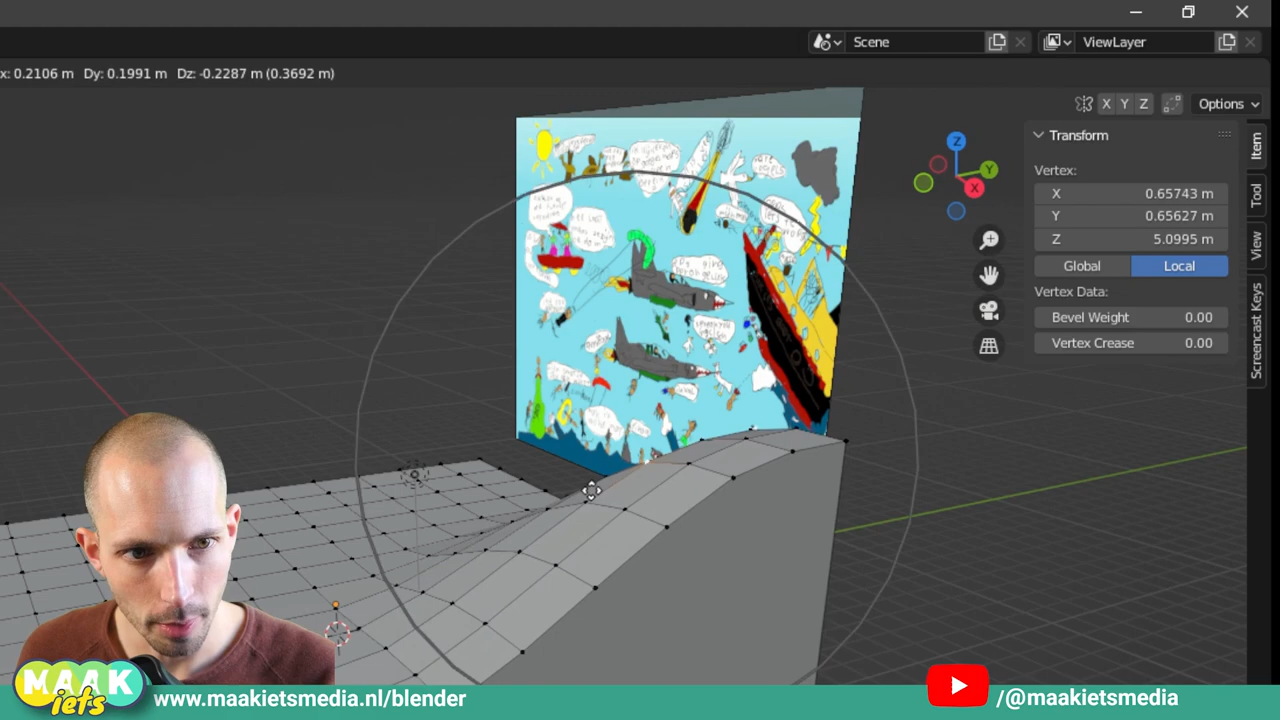 Scene
ViewLayer
x: 0.2106 m Dy: 0.1991 m Dz: -0.2287 m (0.3692 m)
X Y Z
Options
Transform
Item
Vertex:
X 0.65743 m
Y 0.65627 m
Z 5.0995 m
Global Local
Vertex Data:
Bevel Weight 0.00
Vertex Crease 0.00
Tool
View
Screencast Keys
Z
Y
X
MAAK
iets
www.maakietsmedia.nl/blender
/@maakietsmedia